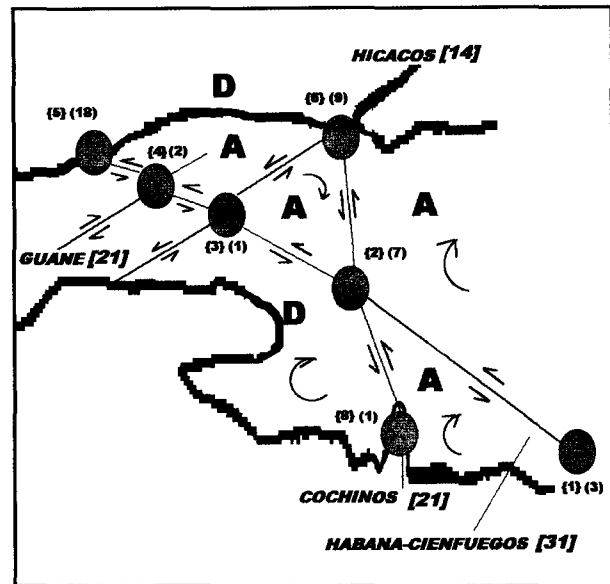 HICACOS [14]
D
{6} (9)
{5} (18)
{4} (2)
A
A
A
GUANE [21]
{3} (1)
{2} (7)
D
A
{8} (1)
{1} (3)
COCHINOS [21]
HABANA-CIENFUEGOS [31]